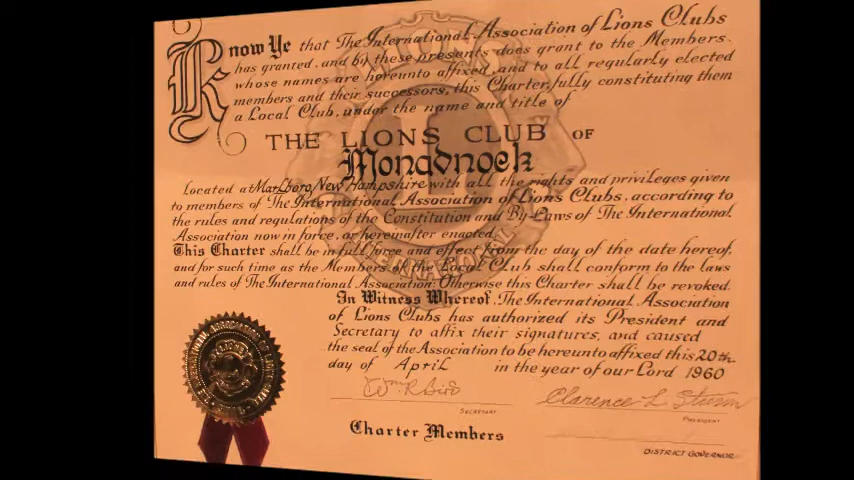 Know Ye that The International Association of Lions Clubs
has granted, and by these presents does grant to the Members
whose names are hereunto affixed, and to all regularly elected
members and their successors, this Charter, fully constituting them
a Local Club, under the name and title of
THE LIONS CLUB OF
Monadnock
Located at Marlboro, New Hampshire with all the rights and privileges given
to members of The International Association of Lions Clubs, according to
the rules and regulations of the Constitution and By-Laws of The International
Association now in force, or hereinafter enacted.
This Charter shall be in full force and effect from the day of the date hereof,
and for such time as the Members of the Local Club shall conform to the laws
and rules of The International Association: Otherwise this Charter shall be revoked.
In Witness Whereof, The International Association
of Lions Clubs has authorized its President and
Secretary to affix their signatures, and caused
the seal of the Association to be hereunto affixed this 20th
day of April in the year of our Lord 1960
Clarence L.
SECRETARY
PRESIDENT
Charter Members
DISTRICT GOVERNOR